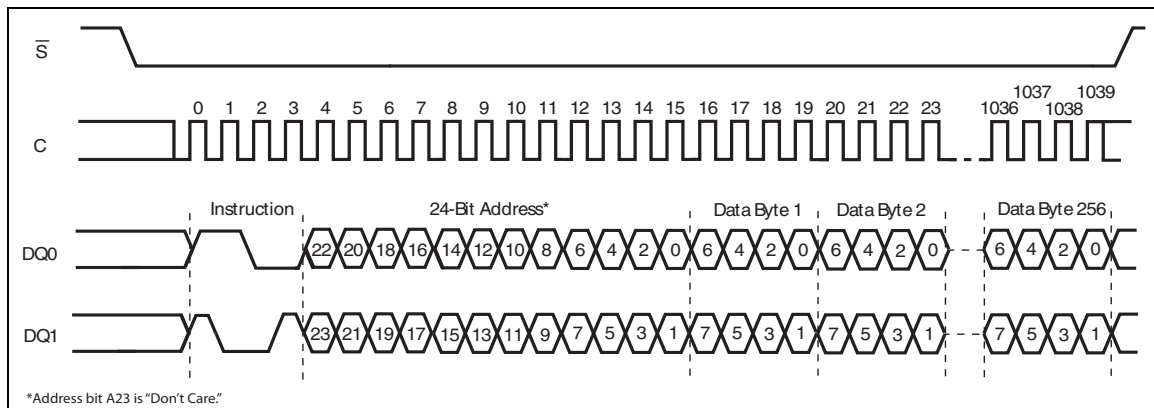 S
1039
1037
0 1 2 3 4 5 6 7 8 9 10 11 12 13 14 15 16 17 18 19 20 21 22 23 1036 1038
C
Instruction 24-Bit Address* Data Byte 1 Data Byte 2 Data Byte 256
DQ0 22 20 18 16 14 12 10 8 6 4 2 0 6 4 2 0 6 4 2 0 6 4 2 0
DQ1 23 21 19 17 15 13 11 9 7 5 3 1 7 5 3 1 7 5 3 1 7 5 3 1
*Address bit A23 is "Don't Care."